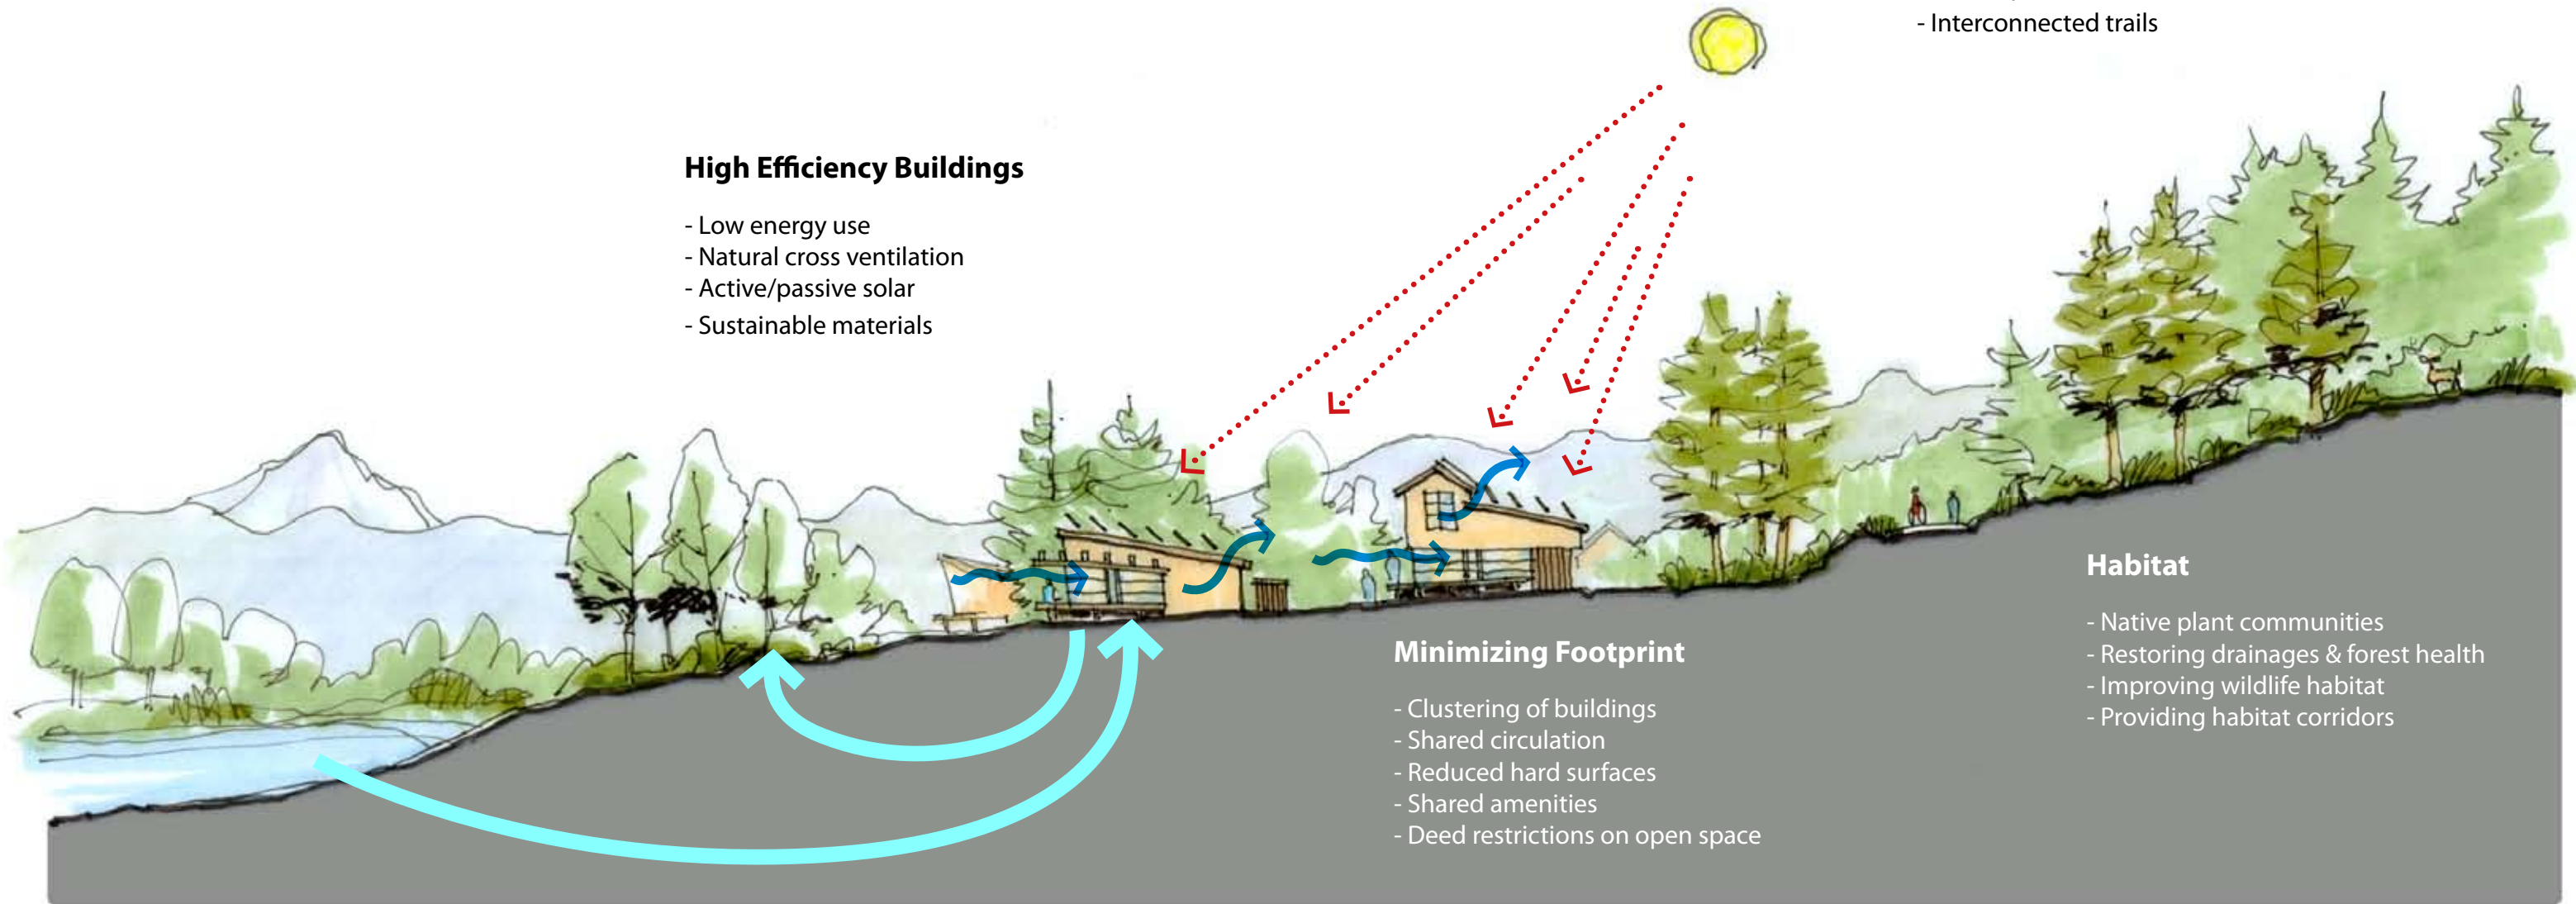 - Interconnected trails
High Efficiency Buildings
- Low energy use
- Natural cross ventilation
- Active/passive solar
- Sustainable materials
Minimizing Footprint
- Clustering of buildings
- Shared circulation
- Reduced hard surfaces
- Shared amenities
- Deed restrictions on open space
Habitat
- Native plant communities
- Restoring drainages & forest health
- Improving wildlife habitat
- Providing habitat corridors